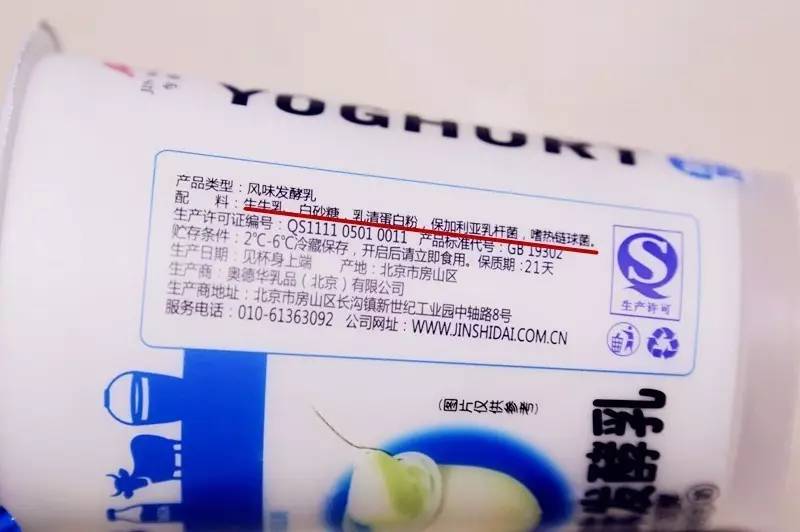 YOGHURT
产品类型：风味发酵乳
配 料：生牛乳、白砂糖，乳清蛋白粉，保加利亚乳杆菌，嗜热链球菌。
生产许可证编号：QS1111 0501 0011 产品标准代号：GB 19302
贮存条件：2℃-6℃冷藏保存，开启后请立即食用。保质期：21天
生产日期：见杯身上端 产地：北京市房山区
生产商：奥德华乳品（北京）有限公司
生产商地址：北京市房山区长沟镇新世纪工业园中轴路8号
服务电话：010-61363092 公司网址：WWW.JINSHIDAI.COM.CN
生产许可
(图片仅供参考)
发酵乳